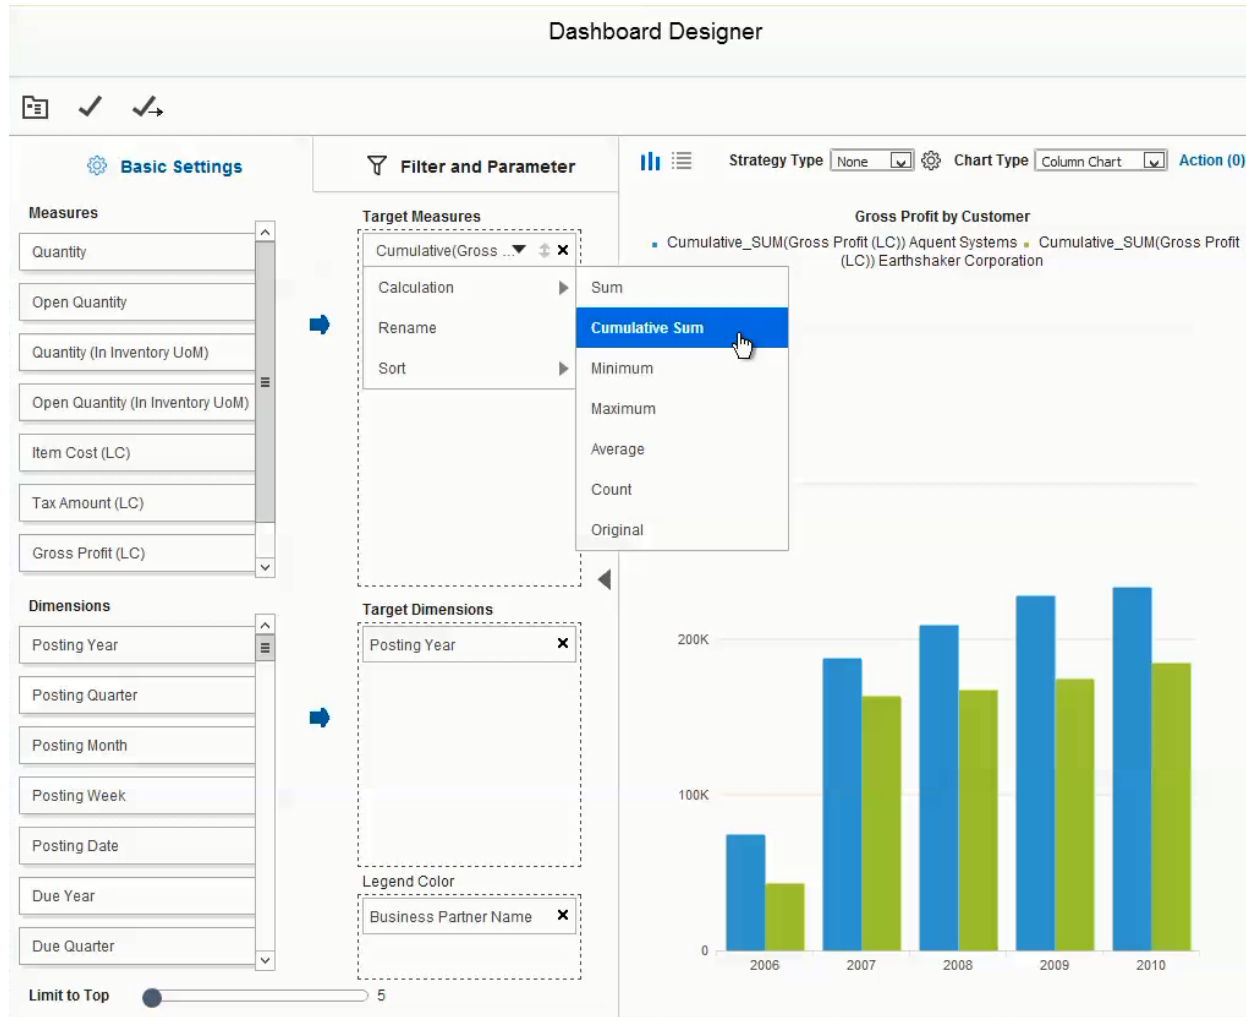 Dashboard Designer
Basic Settings
Filter and Parameter
Strategy Type
None
Chart Type
Column Chart
Action (0)
Measures
Quantity
Open Quantity
Quantity (In Inventory UoM)
Open Quantity (In Inventory UoM)
Item Cost (LC)
Tax Amount (LC)
Gross Profit (LC)
Target Measures
Cumulative(Gross ...
Calculation
Rename
Sort
Sum
Cumulative Sum
Minimum
Maximum
Average
Count
Original
Gross Profit by Customer
Cumulative_SUM(Gross Profit (LC)) Aquent Systems
Cumulative_SUM(Gross Profit
(LC)) Earthshaker Corporation
Dimensions
Posting Year
Posting Quarter
Posting Month
Posting Week
Posting Date
Due Year
Due Quarter
Target Dimensions
Posting Year
Legend Color
Business Partner Name
Limit to Top
5
200K
100K
0
2006
2007
2008
2009
2010